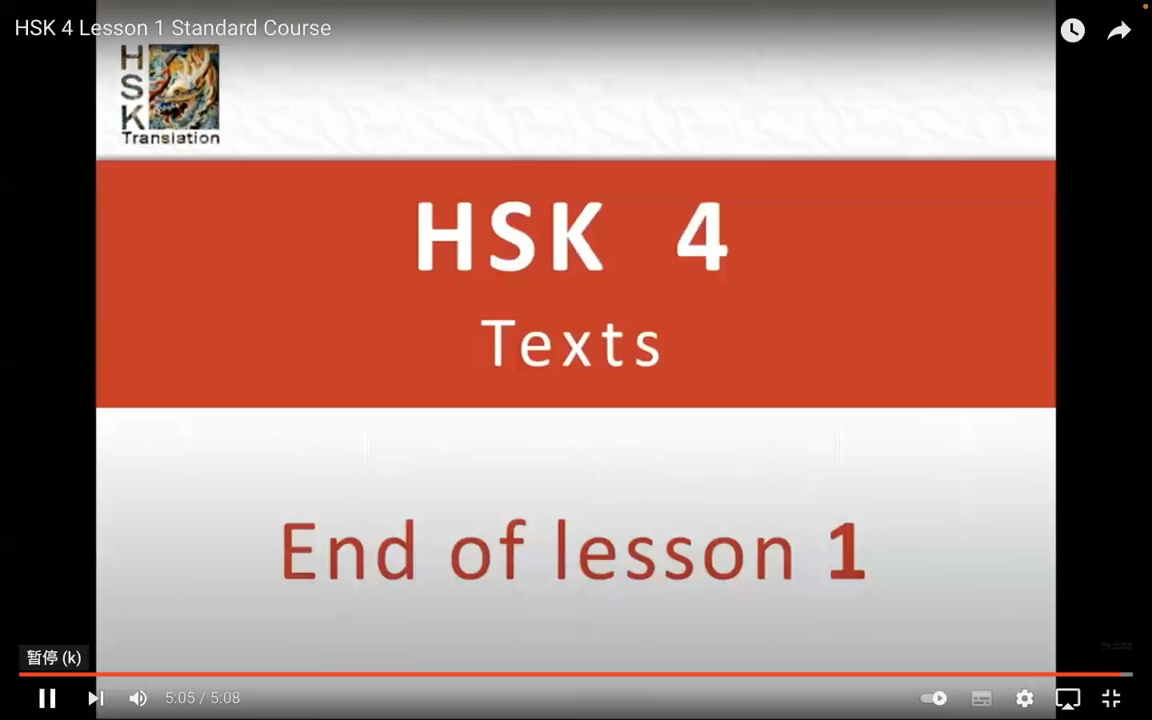 HSK 4 Lesson 1 Standard Course
H
S
K
Translation
HSK 4
Texts
End of lesson 1
暂停 (k)
5:05 / 5:08